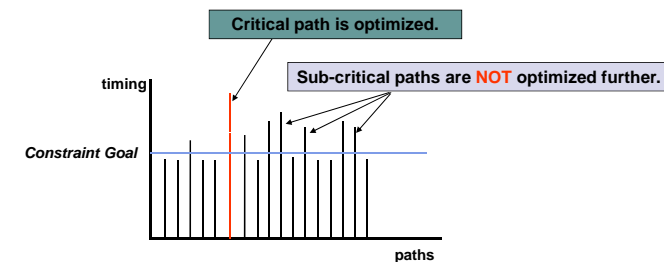 Critical path is optimized.
Sub-critical paths are NOT optimized further.
timing
Constraint Goal
paths